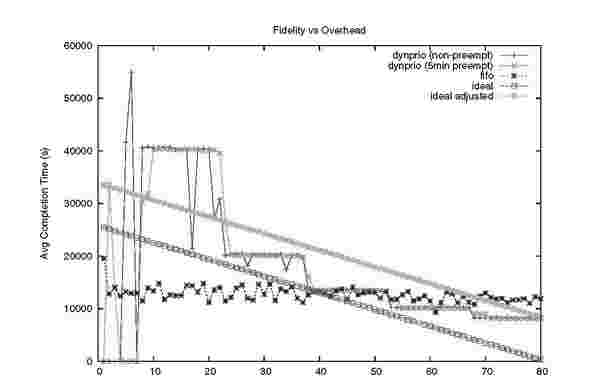 Fidelity vs Overhead
60000
50000
40000
30000
20000
10000
0
Avg Completion Time (s)
dynprio (non-preempt)
dynprio (5min preempt)
fifo
ideal
ideal adjusted
0 10 20 30 40 50 60 70 80